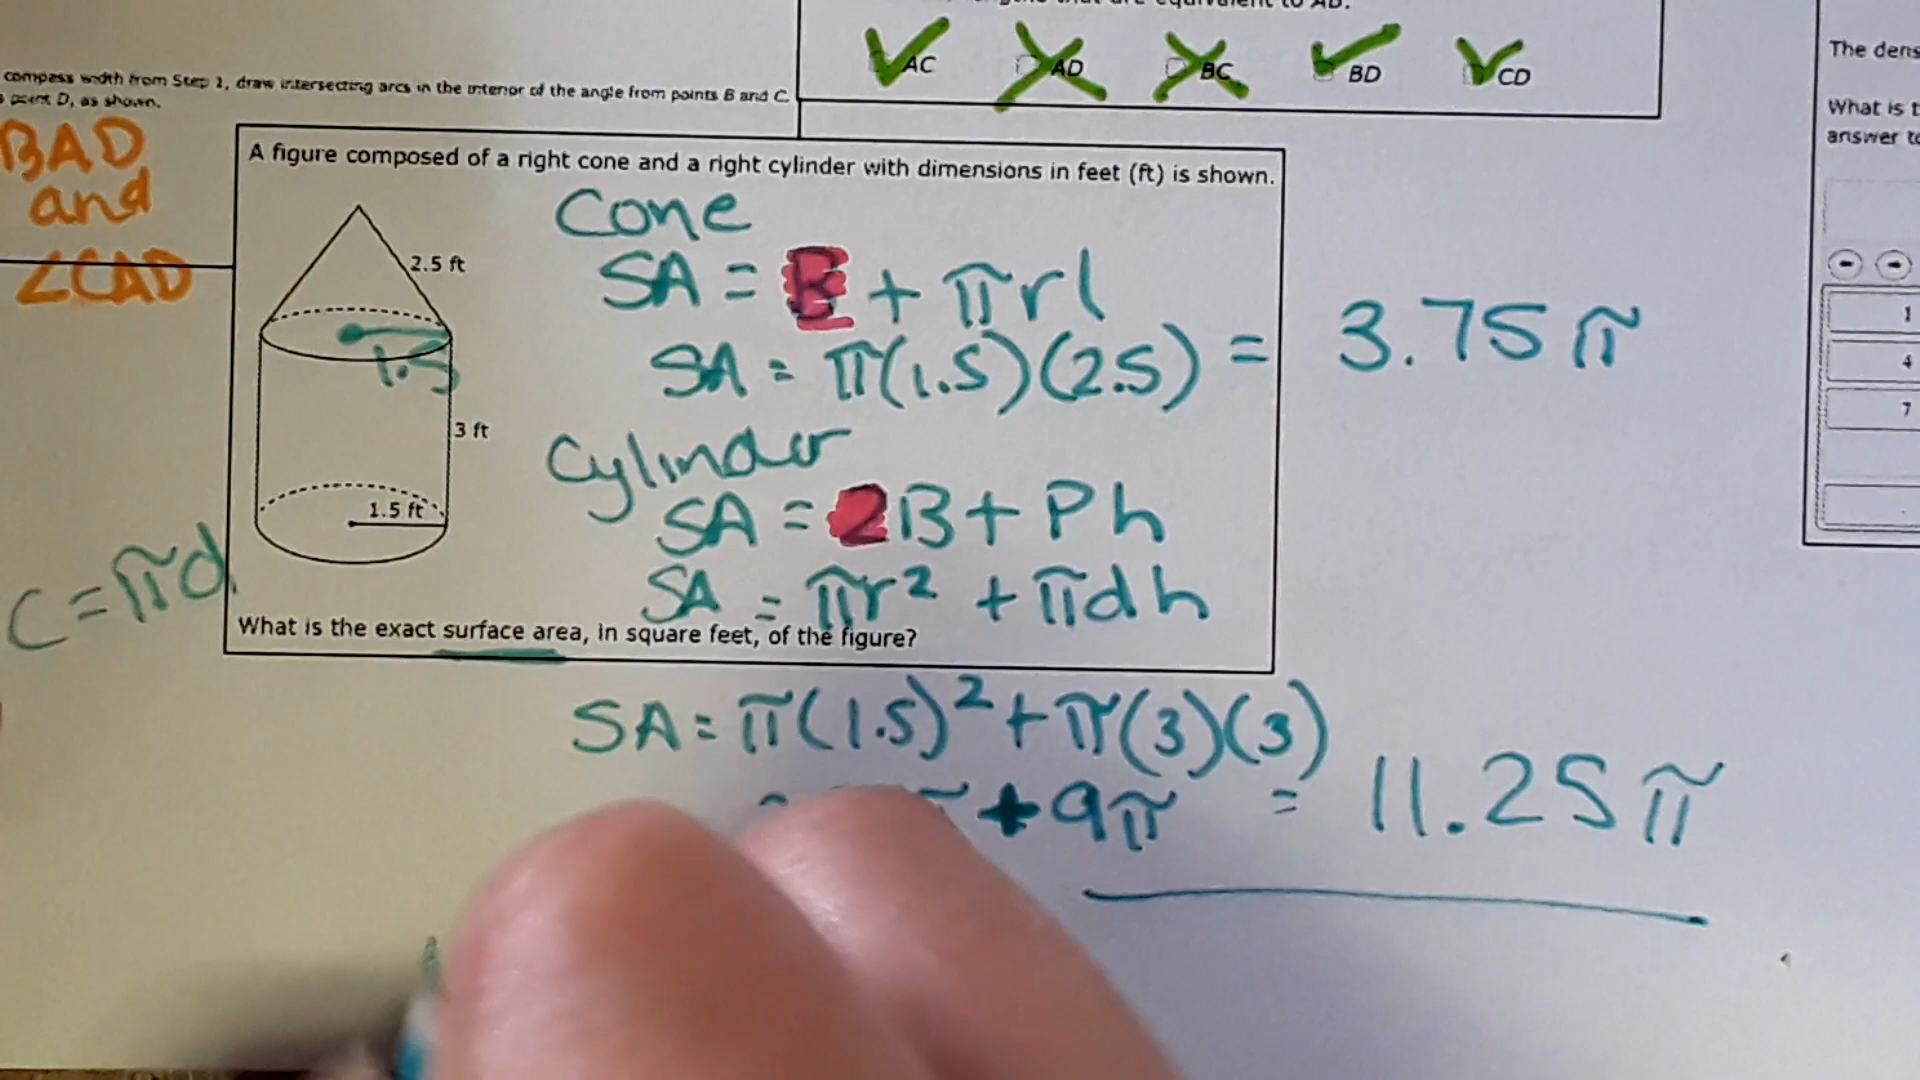 to AB.
AC AD BC BD CD
compass width from Step 1, draw intersecting arcs in the interior of the angle from points B and C.
point D, as shown.
BAD
and
∠CAD
A figure composed of a right cone and a right cylinder with dimensions in feet (ft) is shown.
2.5 ft
1.5
3 ft
1.5 ft
Cone
SA = B + πrl
SA = π(1.5)(2.5) = 3.75π
Cylinder
SA = 2B + Ph
SA = πr² + πdh
C = πd
What is the exact surface area, in square feet, of the figure?
SA = π(1.5)² + π(3)(3)
+ 9π = 11.25π
The dens
What is t
answer to
1
4
7